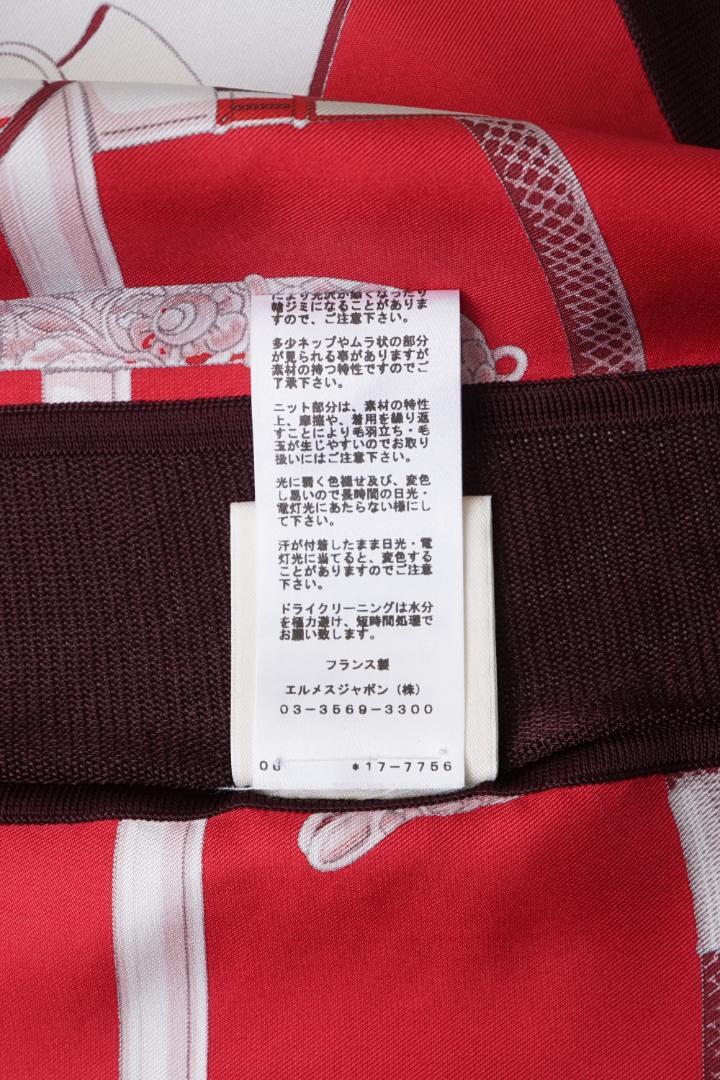 により光沢が無くなったり
輪ジミになることがありま
すので、ご注意下さい。
多少ネップやムラ状の部分
が見られる事がありますが
素材の持つ特性ですのでご
了承下さい。
ニット部分は、素材の特性
上、摩擦や、着用を繰り返
すことにより毛羽立ち・毛
玉が生じやすいのでお取り
扱いにはご注意下さい。
光に弱く色褪せ及び、変色
し易いので長時間の日光・
電灯光にあたらない様にし
て下さい。
汗が付着したまま日光・電
灯光に当てると、変色する
ことがありますのでご注意
下さい。
ドライクリーニングは水分
を極力避け、短時間処理で
お願い致します。
フランス製
エルメスジャポン（株）
03-3569-3300
*17-7756